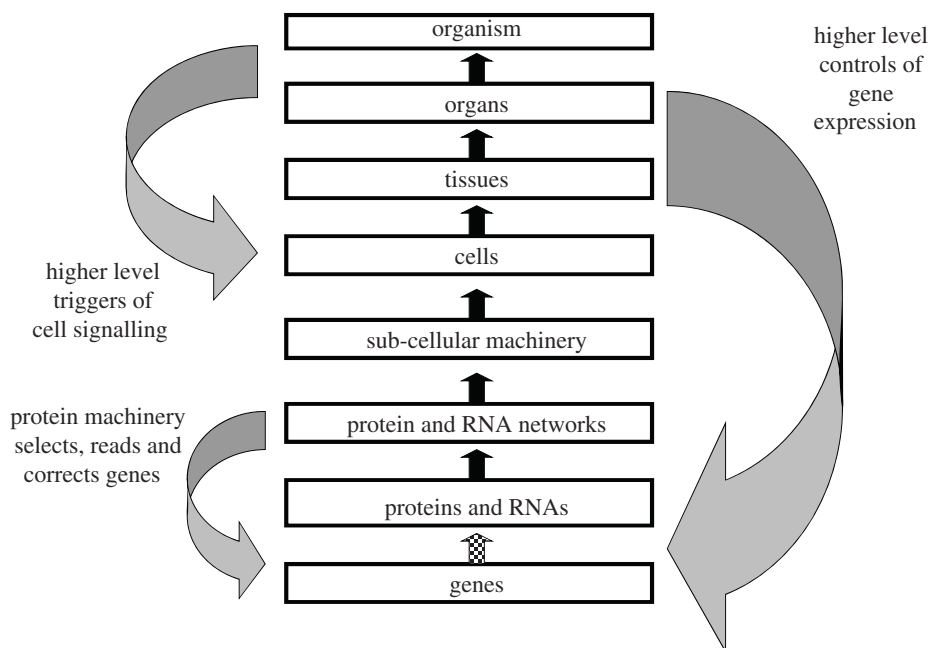 organism
higher level
controls of
gene
expression
organs
tissues
cells
higher level
triggers of
cell signalling
sub-cellular machinery
protein machinery
selects, reads and
corrects genes
protein and RNA networks
proteins and RNAs
genes